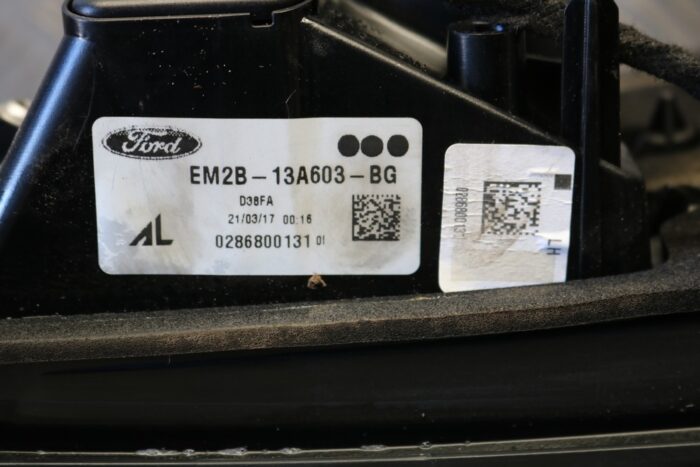 Ford
EM2B-13A603-BG
D38FA
21/03/17 00:16
AL
0286800131 01
LH